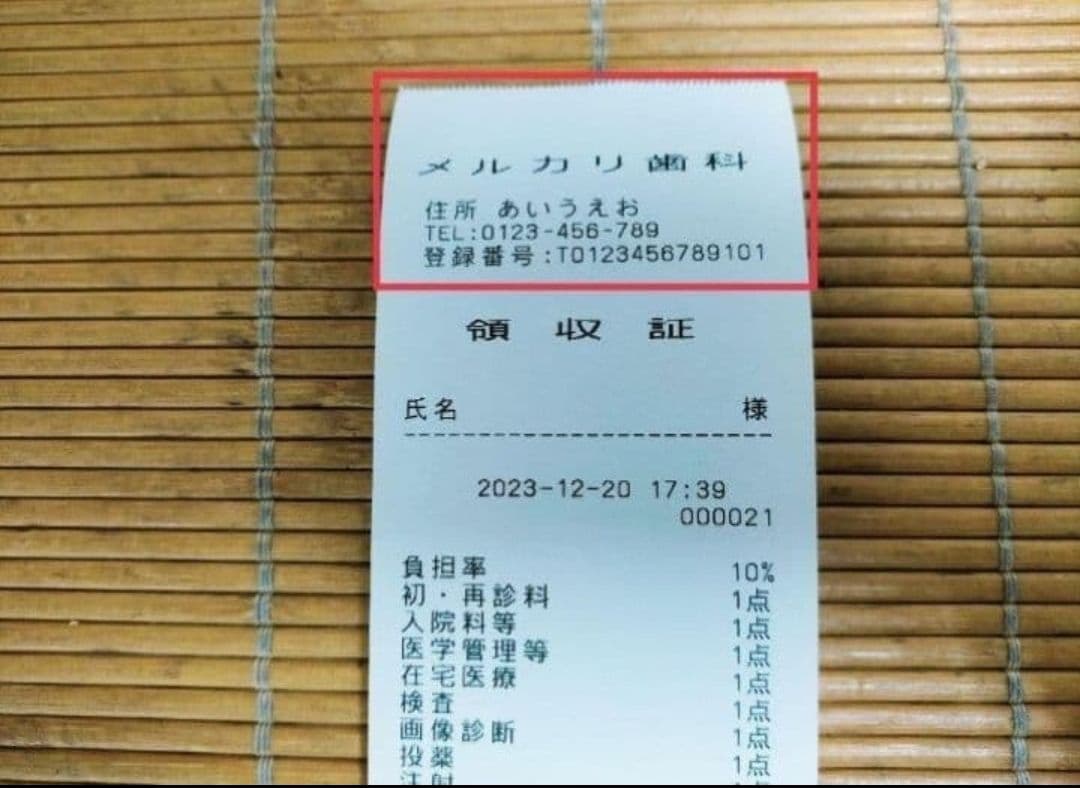 メルカリ歯科
住所 あいうえお
TEL:0123-456-789
登録番号:T0123456789101
領収証
氏名 様
2023-12-20 17:39
000021
負担率 10%
初・再診料 1点
入院料等 1点
医学管理等 1点
在宅医療 1点
検査 1点
画像診断 1点
投薬 1点